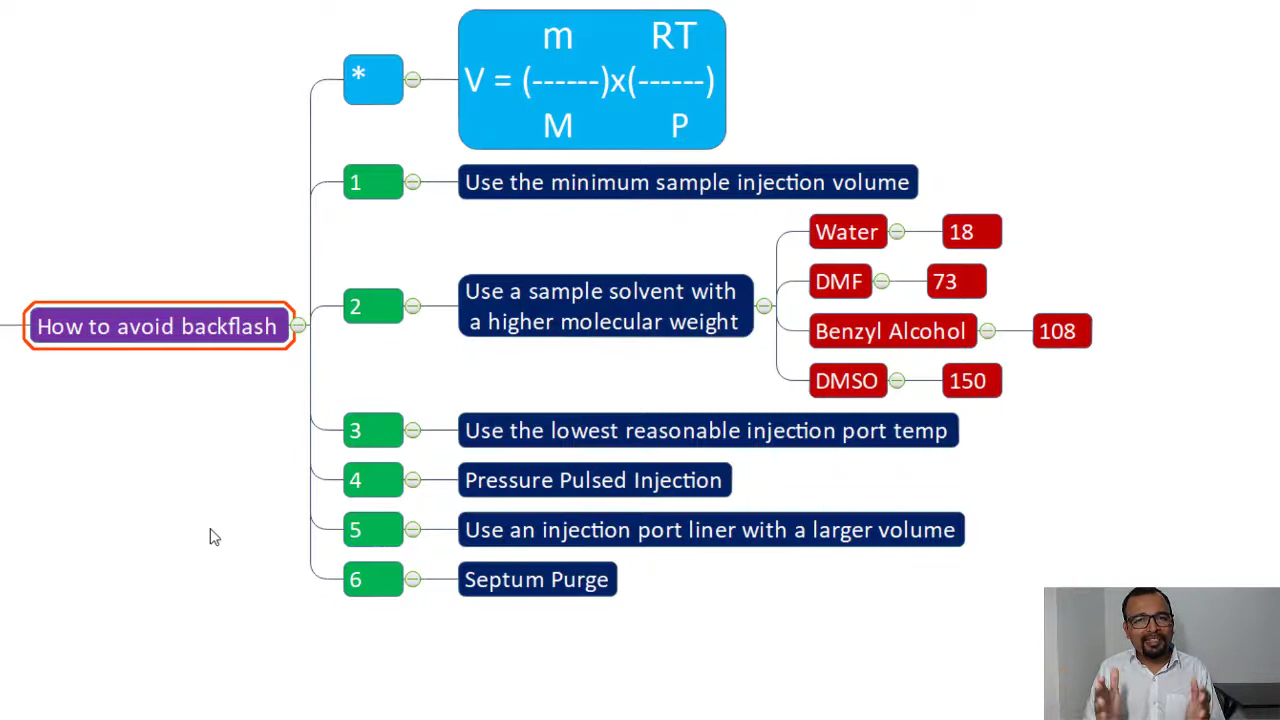 *
m RT
V = (------)x(------)
M P
1
Use the minimum sample injection volume
How to avoid backflash
2
Use a sample solvent with
a higher molecular weight
Water 18
DMF 73
Benzyl Alcohol 108
DMSO 150
3
Use the lowest reasonable injection port temp
4
Pressure Pulsed Injection
5
Use an injection port liner with a larger volume
6
Septum Purge